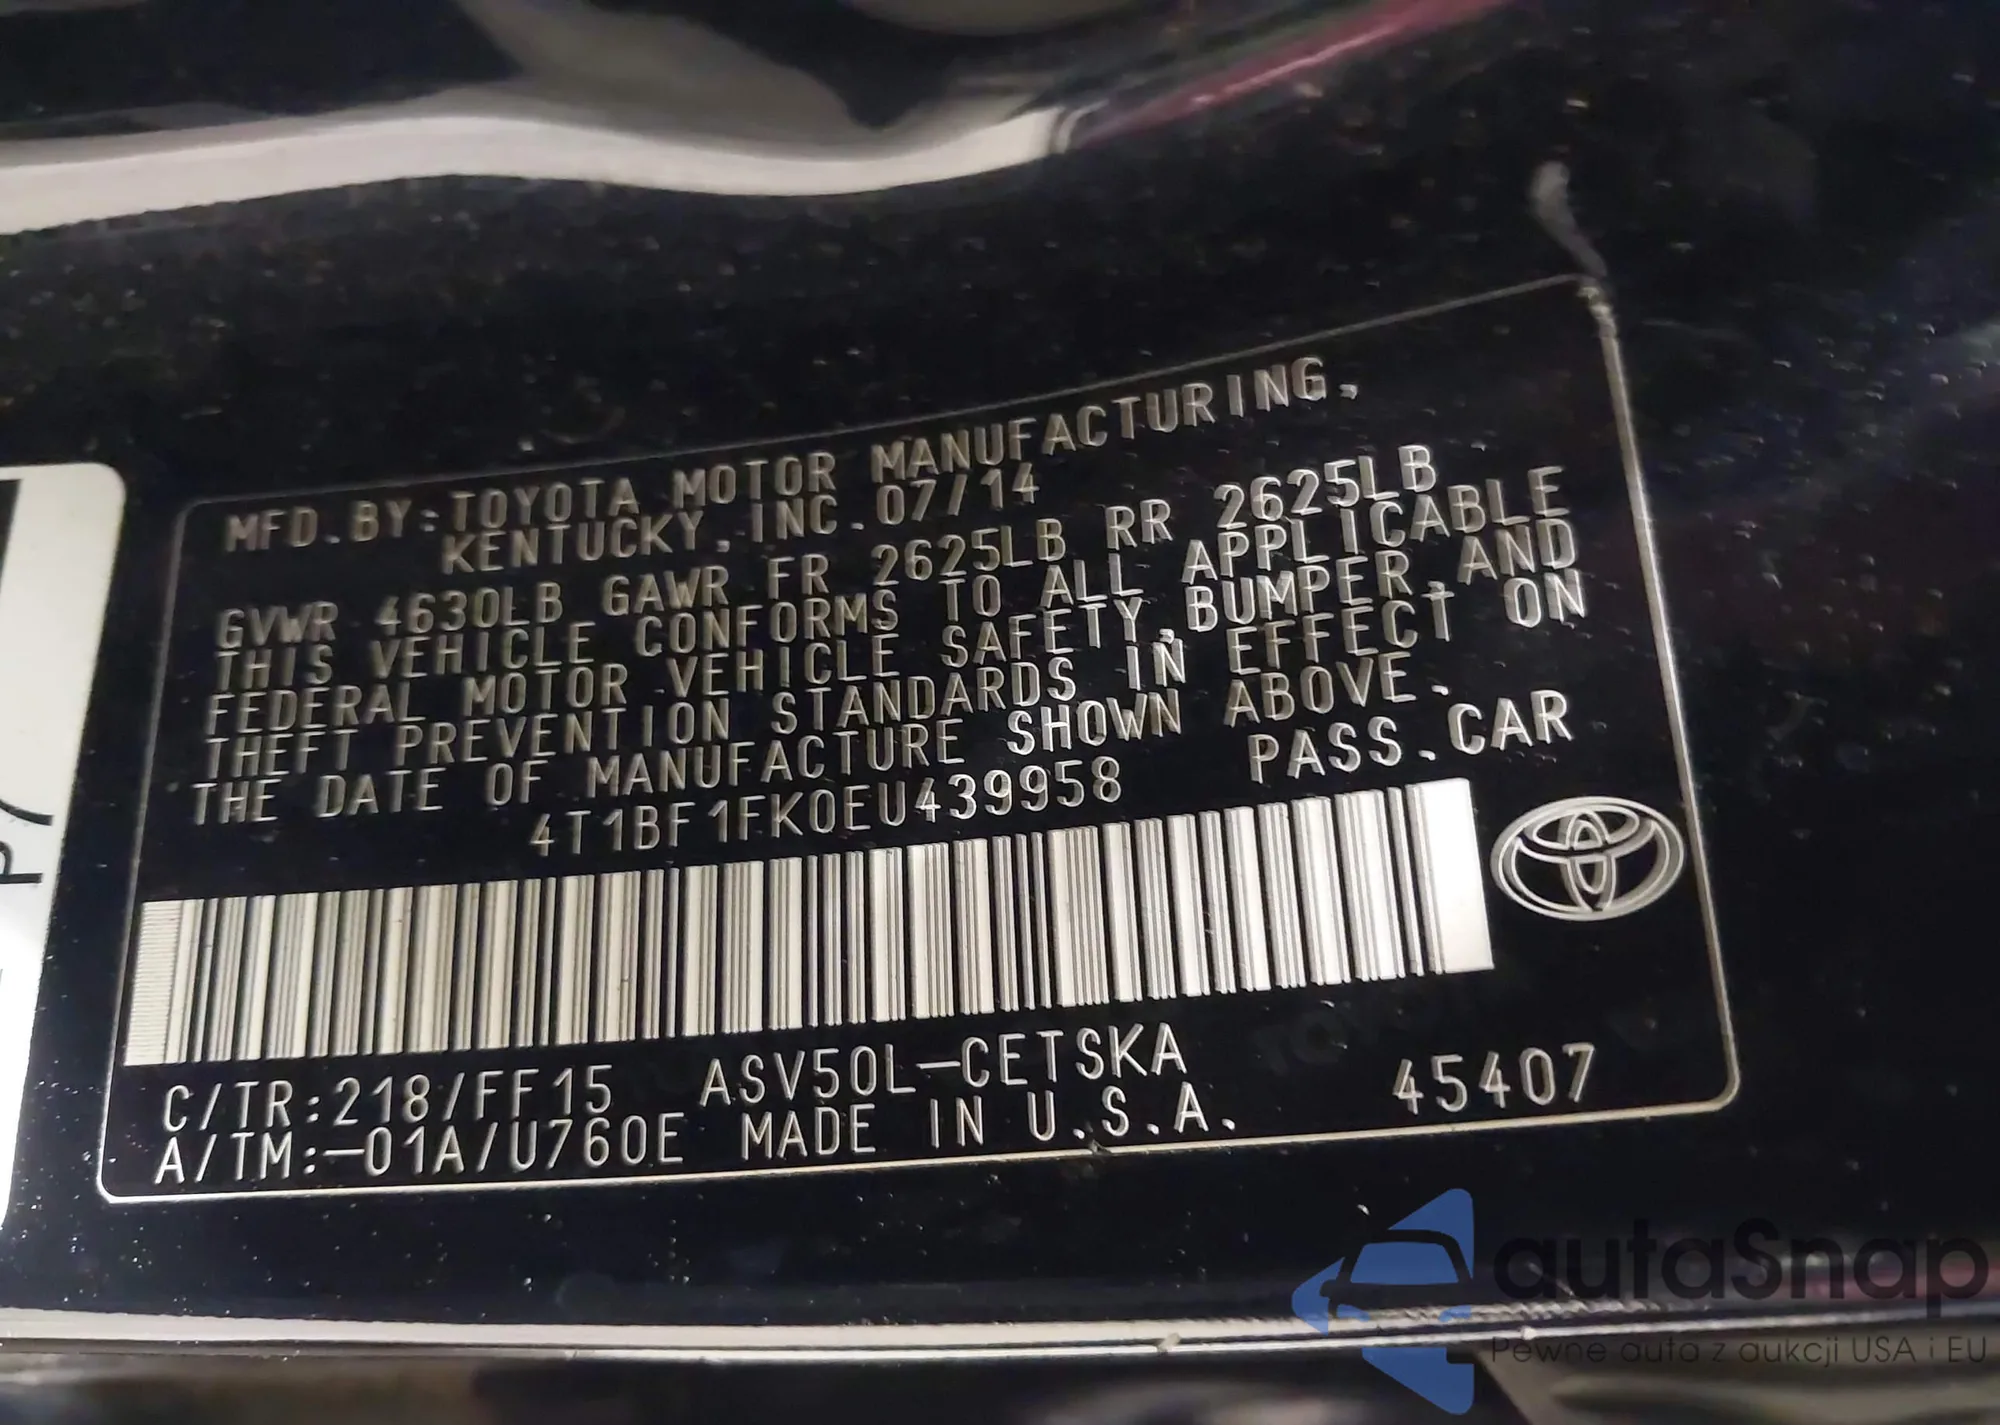 MFD.BY:TOYOTA MOTOR MANUFACTURING,
KENTUCKY, INC. 07/14
GVWR 4630LB GAWR FR 2625LB RR 2625LB
THIS VEHICLE CONFORMS TO ALL APPLICABLE
FEDERAL MOTOR VEHICLE SAFETY,BUMPER,AND
THEFT PREVENTION STANDARDS IN EFFECT ON
THE DATE OF MANUFACTURE SHOWN ABOVE.
4T1BF1FK0EU439958 PASS.CAR
C/TR:218/FF15 ASV50L-CETSKA 45407
A/TM:-01A/U760E MADE IN U.S.A.
autaSnap
Pewne auta z aukcji USA i EU